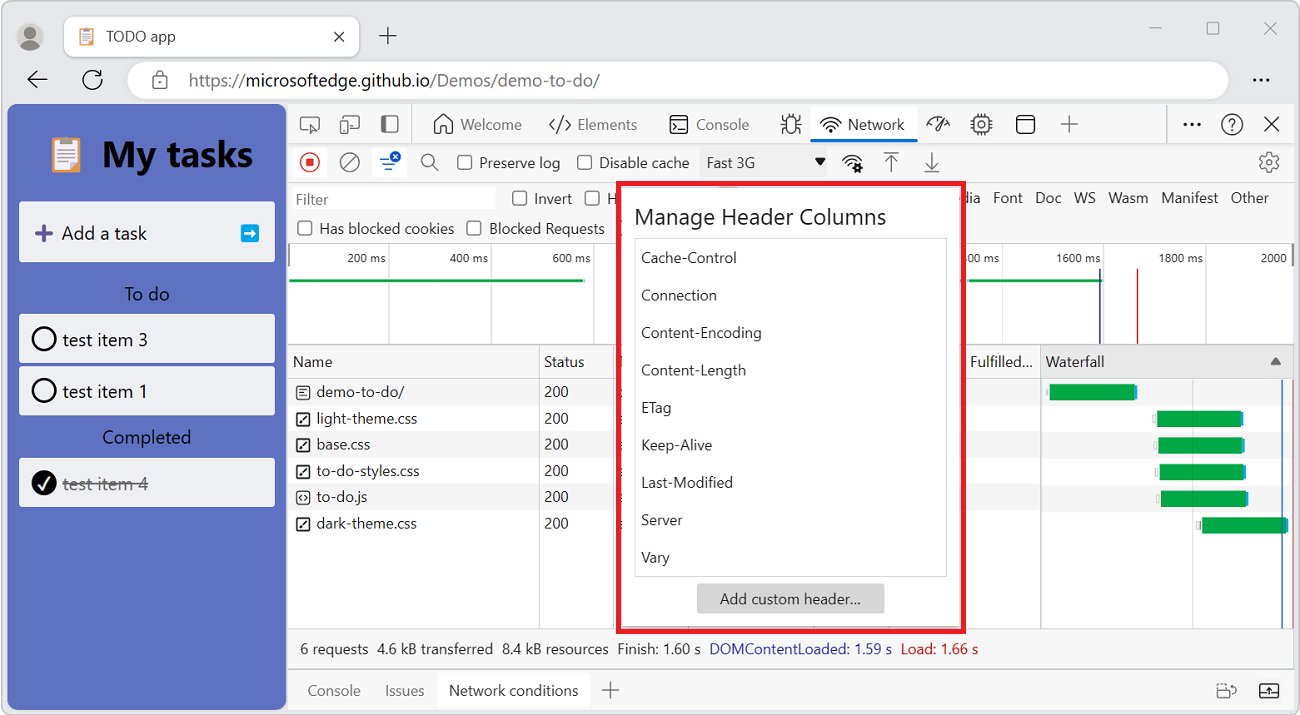 TODO app
https://microsoftedge.github.io/Demos/demo-to-do/
My tasks
Add a task
To do
test item 3
test item 1
Completed
test item 4
Welcome Elements Console Network
Preserve log Disable cache Fast 3G
Filter Invert Font Doc WS Wasm Manifest Other
Has blocked cookies Blocked Requests
200 ms 400 ms 600 ms 1600 ms 1800 ms 2000
Name Status Fulfilled... Waterfall
demo-to-do/ 200
light-theme.css 200
base.css 200
to-do-styles.css 200
to-do.js 200
dark-theme.css 200
Manage Header Columns
Cache-Control
Connection
Content-Encoding
Content-Length
ETag
Keep-Alive
Last-Modified
Server
Vary
Add custom header...
6 requests 4.6 kB transferred 8.4 kB resources Finish: 1.60 s DOMContentLoaded: 1.59 s Load: 1.66 s
Console Issues Network conditions